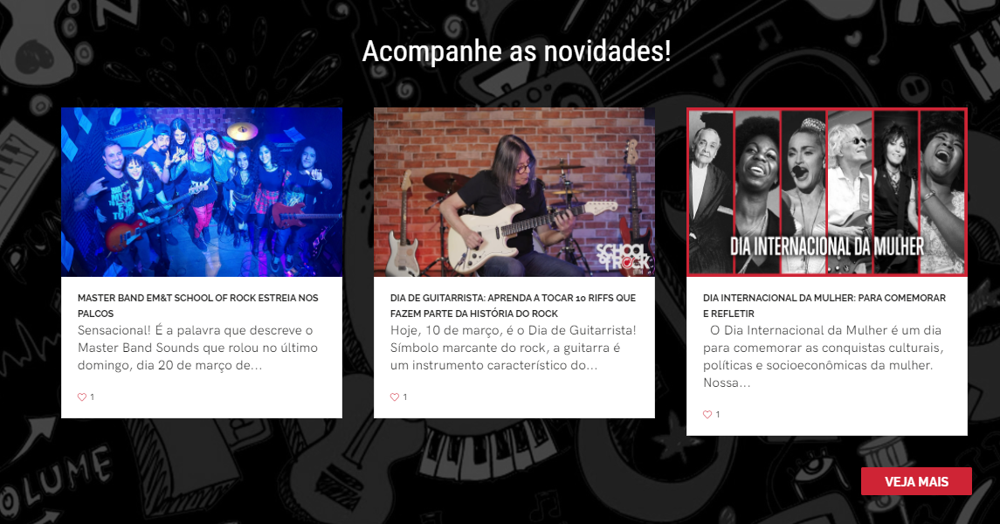 Acompanhe as novidades!
SCHOOL
OF ROCK
DIA INTERNACIONAL DA MULHER
MASTER BAND EM&T SCHOOL OF ROCK ESTREIA NOS
PALCOS
Sensacional! É a palavra que descreve o
Master Band Sounds que rolou no último
domingo, dia 20 de março de...
1
DIA DE GUITARRISTA: APRENDA A TOCAR 10 RIFFS QUE
FAZEM PARTE DA HISTÓRIA DO ROCK
Hoje, 10 de março, é o Dia de Guitarrista!
Símbolo marcante do rock, a guitarra é
um instrumento característico do...
1
DIA INTERNACIONAL DA MULHER: PARA COMEMORAR
E REFLETIR
O Dia Internacional da Mulher é um dia
para comemorar as conquistas culturais,
políticas e socioeconômicas da mulher.
Nossa...
1
VOLUME
VEJA MAIS